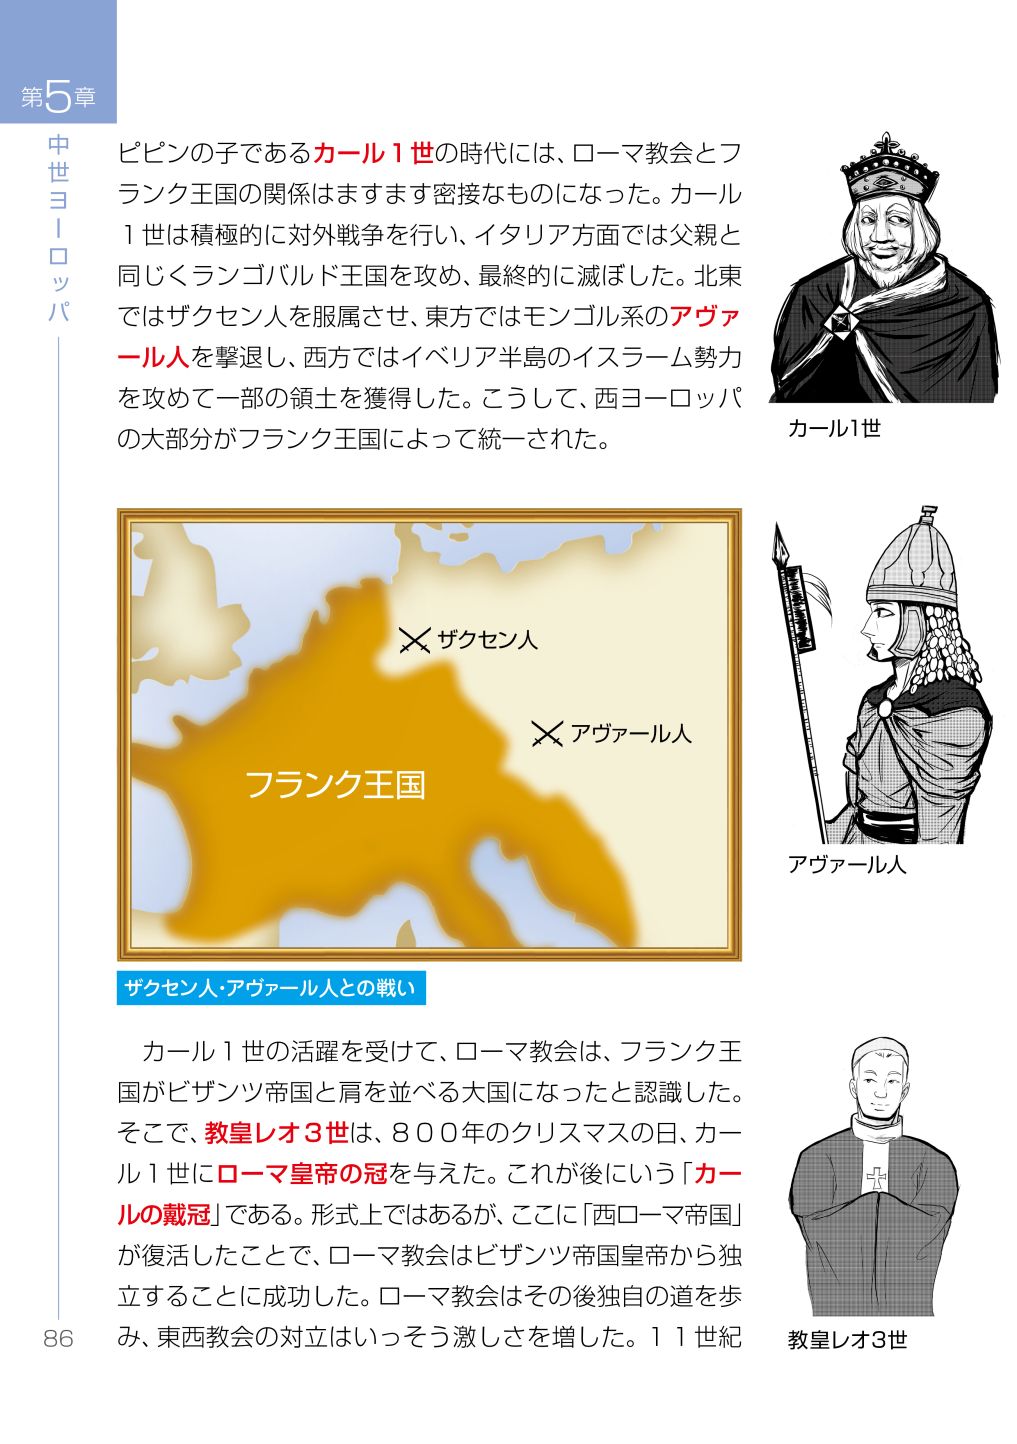 第5章
中世ヨーロッパ
ピピンの子であるカール1世の時代には、ローマ教会とフ
ランク王国の関係はますます密接なものになった。カール
1世は積極的に対外戦争を行い、イタリア方面では父親と
同じくランゴバルド王国を攻め、最終的に滅ぼした。北東
ではザクセン人を服属させ、東方ではモンゴル系のアヴァ
ール人を撃退し、西方ではイベリア半島のイスラーム勢力
を攻めて一部の領土を獲得した。こうして、西ヨーロッパ
の大部分がフランク王国によって統一された。
カール1世
ザクセン人
アヴァール人
フランク王国
アヴァール人
ザクセン人・アヴァール人との戦い
カール1世の活躍を受けて、ローマ教会は、フランク王
国がビザンツ帝国と肩を並べる大国になったと認識した。
そこで、教皇レオ3世は、800年のクリスマスの日、カー
ル1世にローマ皇帝の冠を与えた。これが後にいう「カー
ルの戴冠」である。形式上ではあるが、ここに「西ローマ帝国」
が復活したことで、ローマ教会はビザンツ帝国皇帝から独
立することに成功した。ローマ教会はその後独自の道を歩
み、東西教会の対立はいっそう激しさを増した。11世紀
教皇レオ3世
86